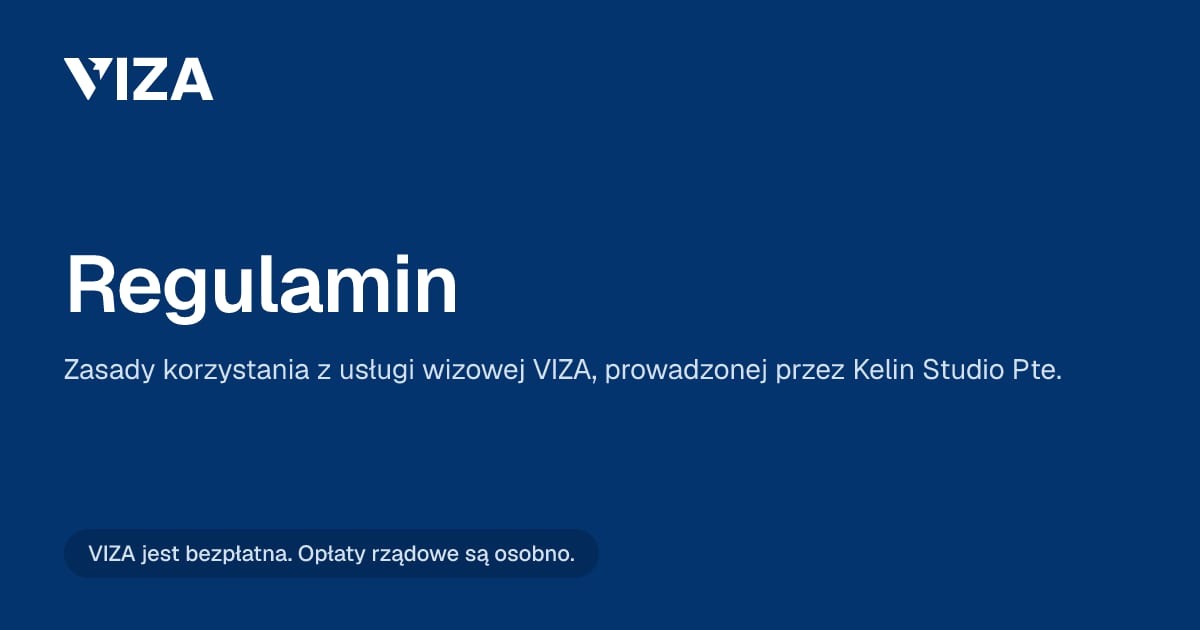 VIZA
Regulamin
Zasady korzystania z usługi wizowej VIZA, prowadzonej przez Kelin Studio Pte.
VIZA jest bezpłatna. Opłaty rządowe są osobno.